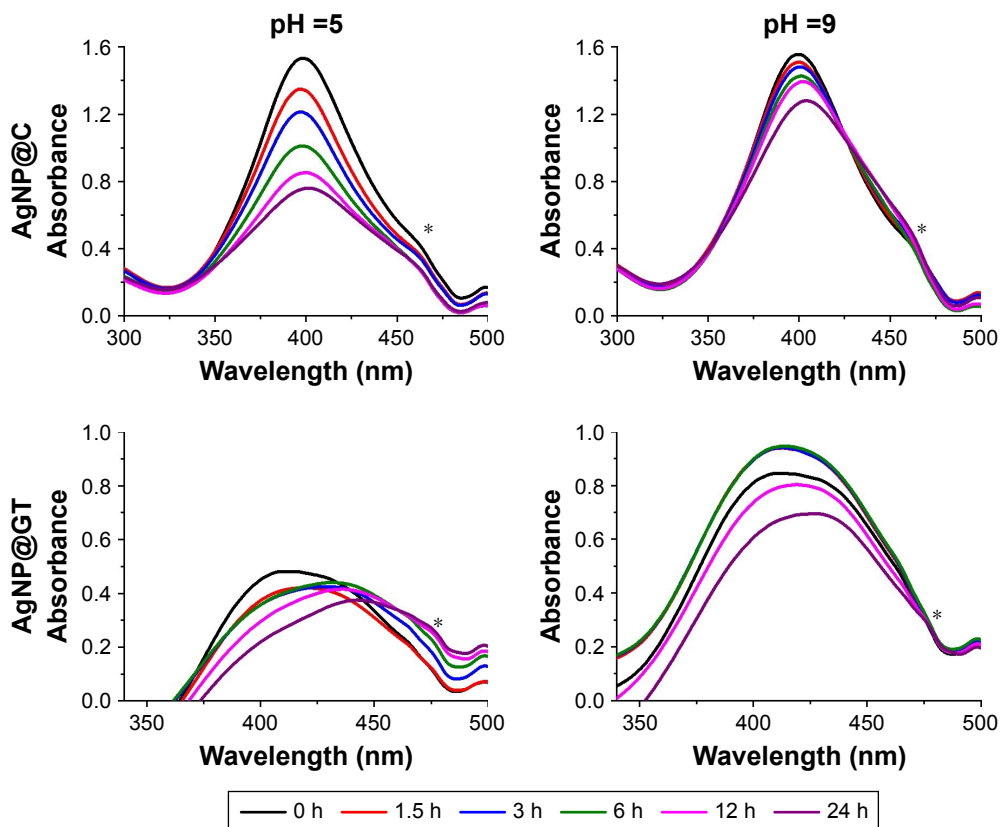 pH =5
pH =9
AgNP@C
Absorbance
1.6
1.2
0.8
0.4
0.0
*
300 350 400 450 500
Wavelength (nm)
Absorbance
1.6
1.2
0.8
0.4
0.0
*
300 350 400 450 500
Wavelength (nm)
AgNP@GT
Absorbance
1.0
0.8
0.6
0.4
0.2
0.0
*
350 400 450 500
Wavelength (nm)
Absorbance
1.0
0.8
0.6
0.4
0.2
0.0
*
350 400 450 500
Wavelength (nm)
0 h 1.5 h 3 h 6 h 12 h 24 h